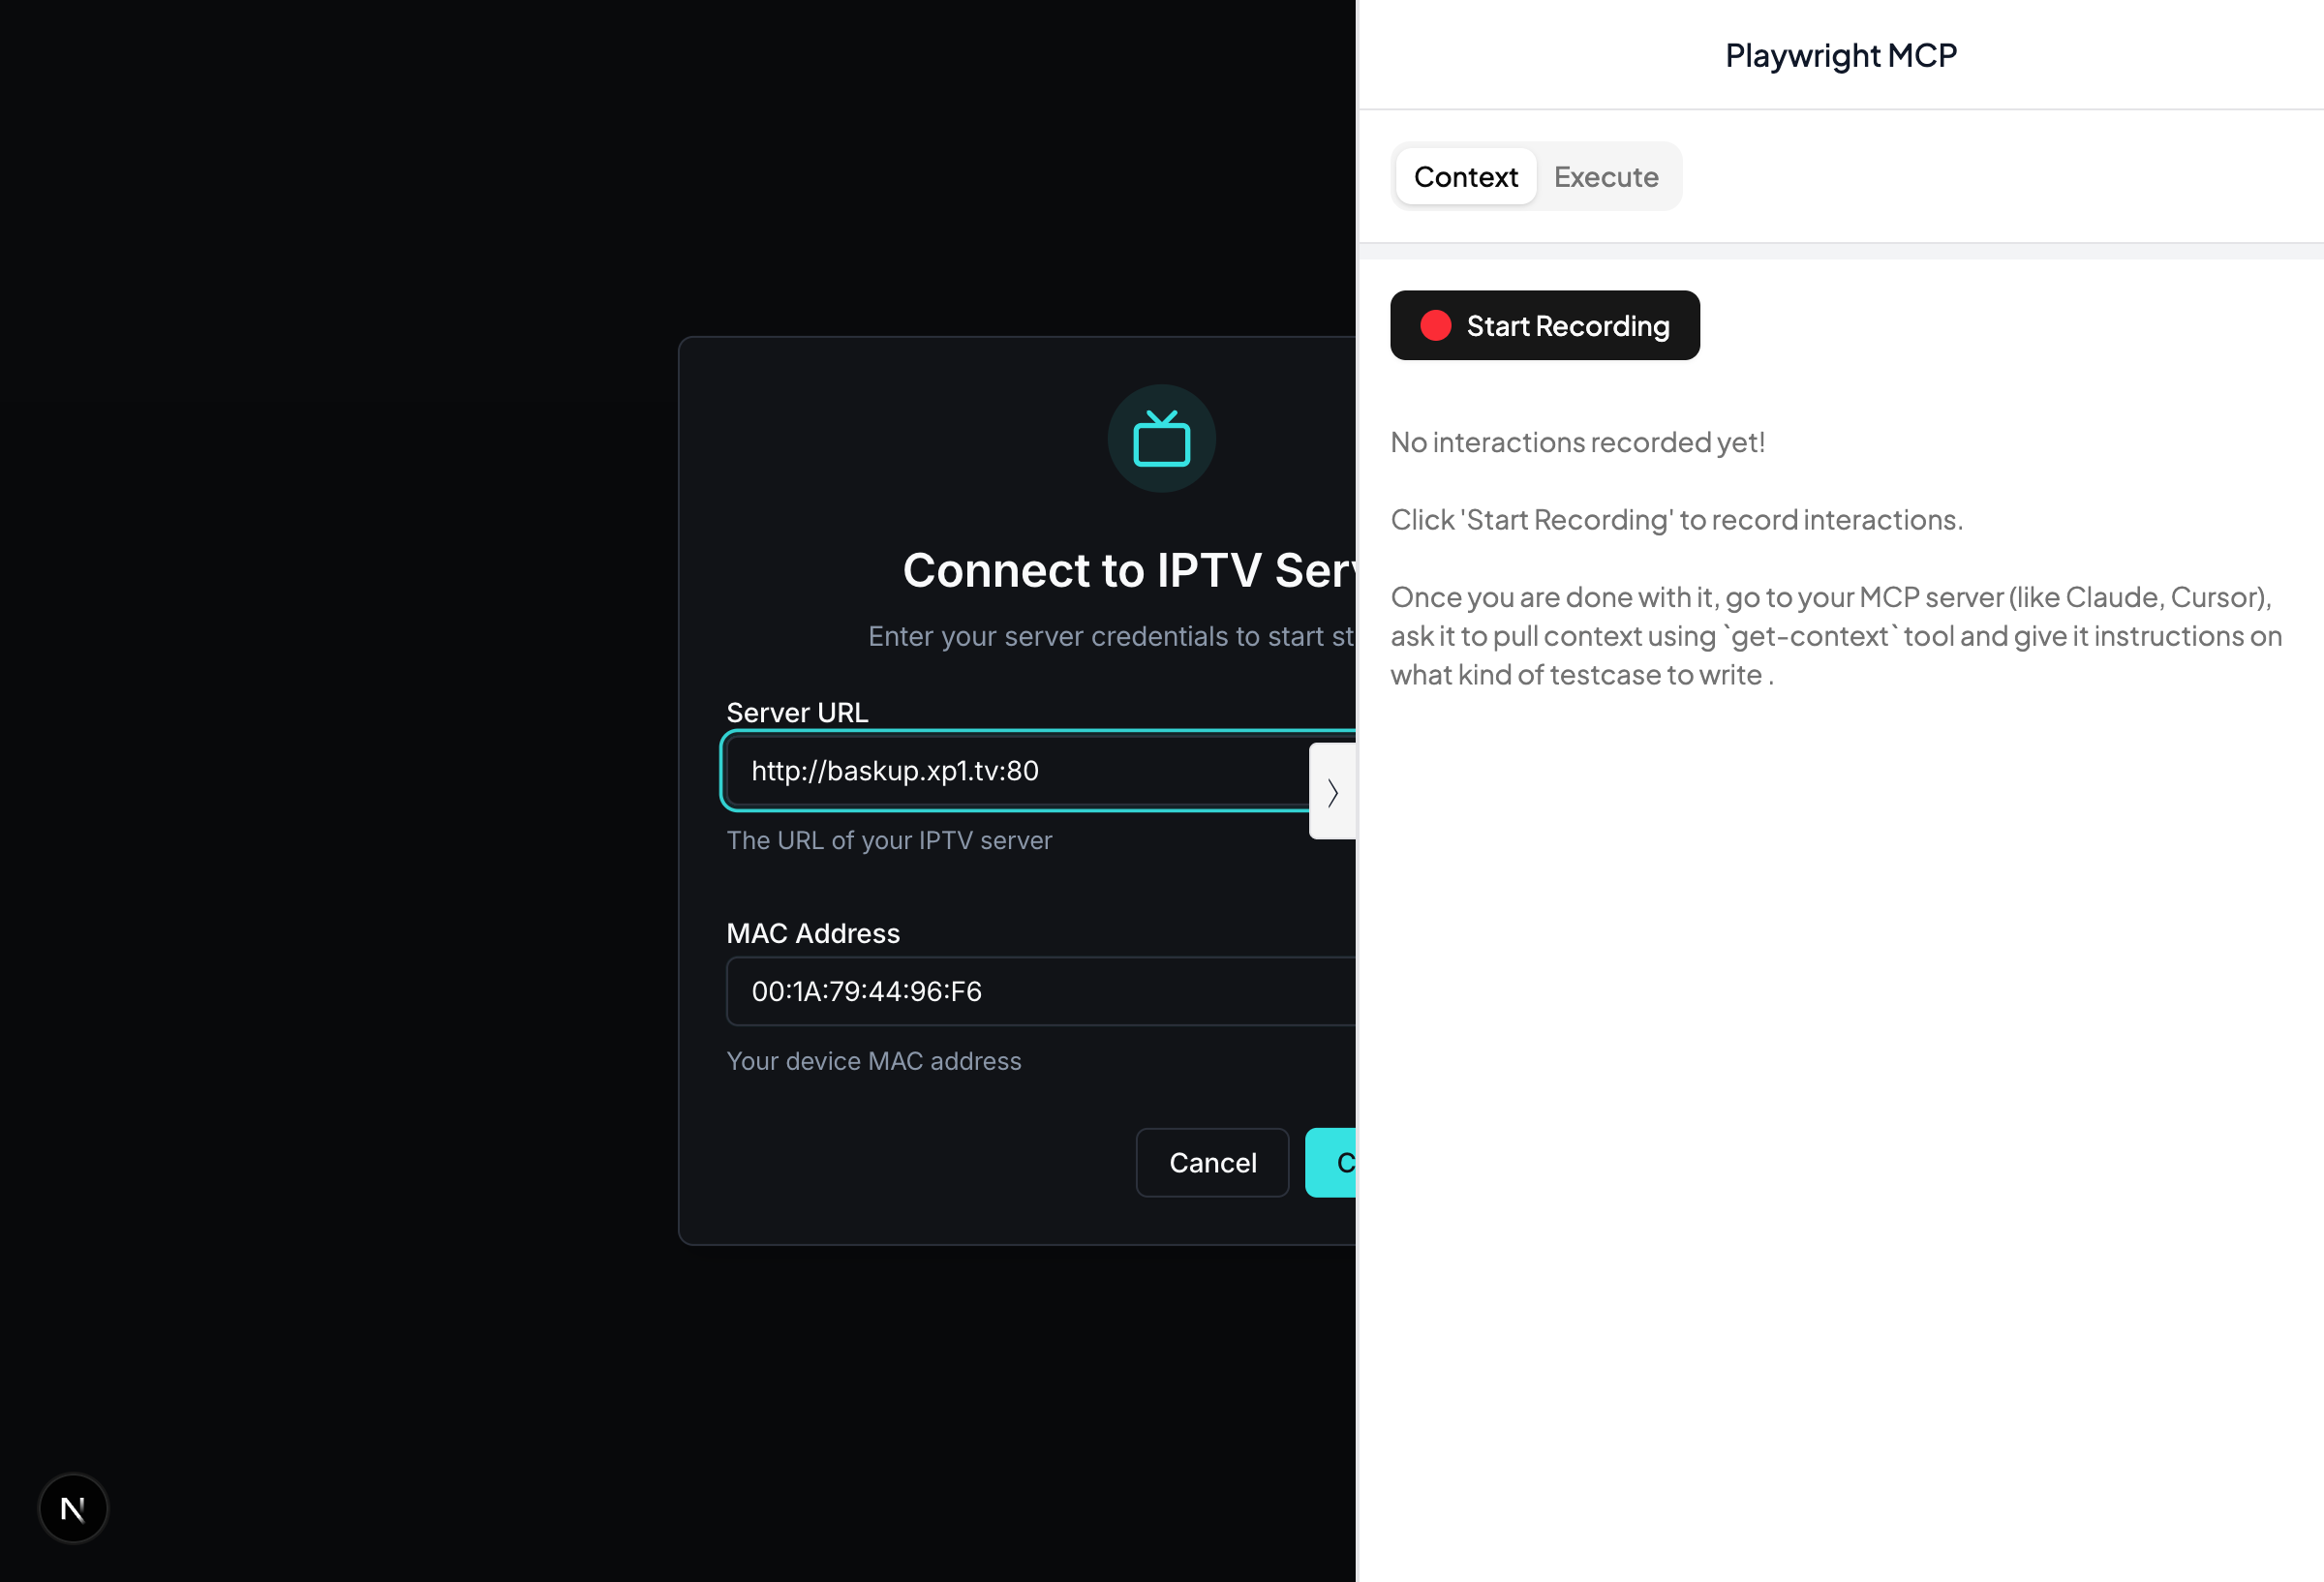 Connect to IPTV Serv
Enter your server credentials to start st
Server URL
http://baskup.xp1.tv:80
The URL of your IPTV server
MAC Address
00:1A:79:44:96:F6
Your device MAC address
Cancel
C
N
Playwright MCP
Context Execute
Start Recording
No interactions recorded yet!
Click 'Start Recording' to record interactions.
Once you are done with it, go to your MCP server (like Claude, Cursor),
ask it to pull context using `get-context` tool and give it instructions on
what kind of testcase to write .